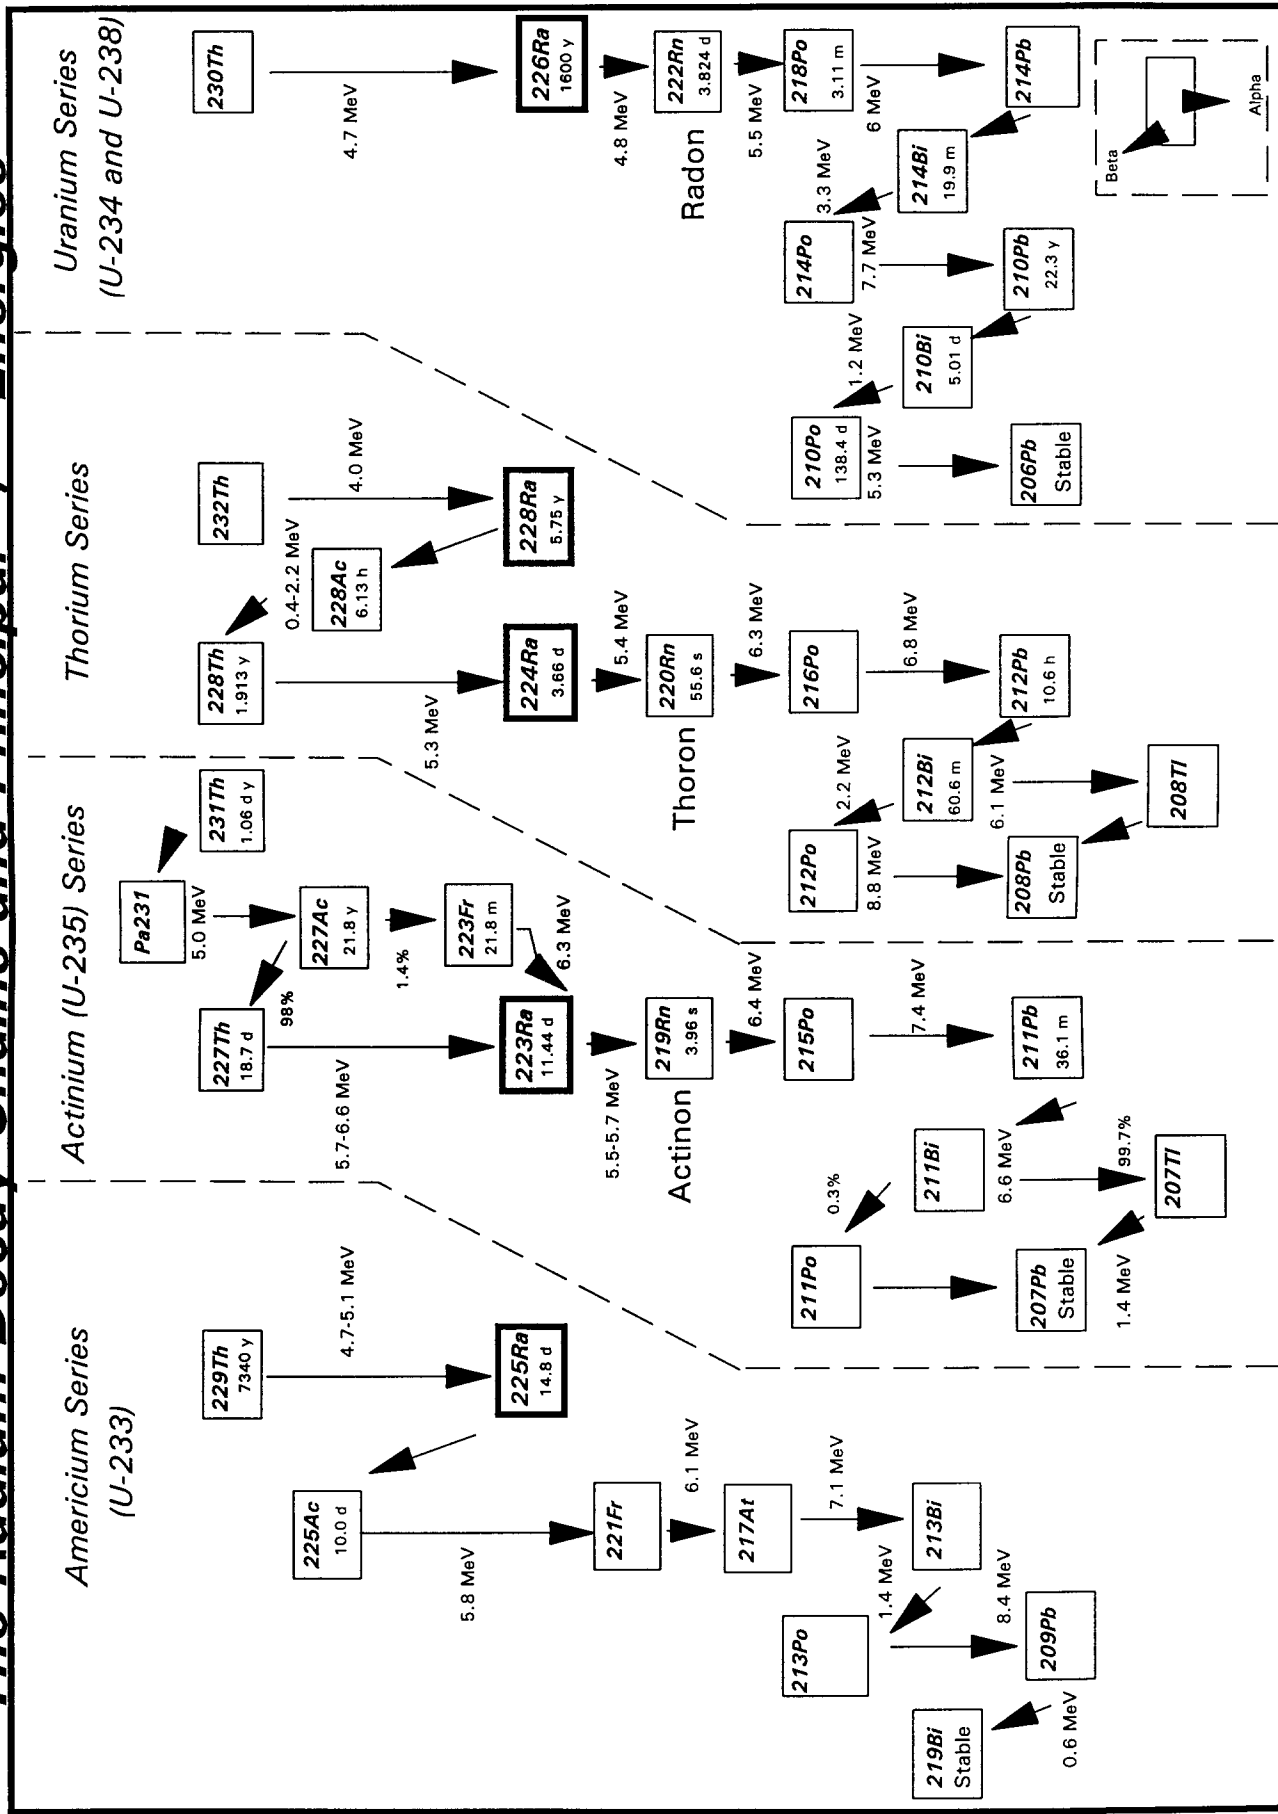 The Radium Decay Chains and Principal
Energies
Americium Series
(U-233)
229Th
7340 y
4.7-5.1 MeV
225Ra
14.8 d
225Ac
10.0 d
5.8 MeV
221Fr
6.1 MeV
217At
7.1 MeV
213Bi
1.4 MeV
213Po
8.4 MeV
209Pb
0.6 MeV
219Bi
Stable
Actinium (U-235) Series
231Th
1.06 d y
Pa231
5.0 MeV
227Ac
21.8 y
98%
1.4%
227Th
18.7 d
223Fr
21.8 m
5.7-6.6 MeV
6.3 MeV
223Ra
11.44 d
5.5-5.7 MeV
Actinon
219Rn
3.96 s
6.4 MeV
215Po
7.4 MeV
211Pb
36.1 m
211Bi
0.3%
6.6 MeV
99.7%
211Po
207Tl
207Pb
Stable
1.4 MeV
Thorium Series
232Th
4.0 MeV
228Ra
5.75 y
228Ac
6.13 h
0.4-2.2 MeV
228Th
1.913 y
5.3 MeV
224Ra
3.66 d
5.4 MeV
Thoron
220Rn
55.6 s
6.3 MeV
216Po
6.8 MeV
212Pb
10.6 h
212Bi
60.6 m
2.2 MeV
6.1 MeV
212Po
8.8 MeV
208Tl
208Pb
Stable
Uranium Series
(U-234 and U-238)
230Th
4.7 MeV
226Ra
1600 y
4.8 MeV
Radon
222Rn
3.824 d
5.5 MeV
218Po
3.11 m
6 MeV
214Pb
214Bi
19.9 m
3.3 MeV
214Po
7.7 MeV
210Pb
22.3 y
210Bi
5.01 d
1.2 MeV
210Po
138.4 d
5.3 MeV
206Pb
Stable
Beta
Alpha